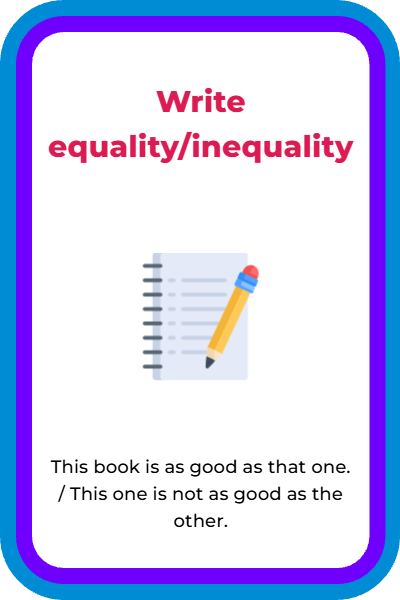 Write
equality/inequality
This book is as good as that one.
/ This one is not as good as the
other.